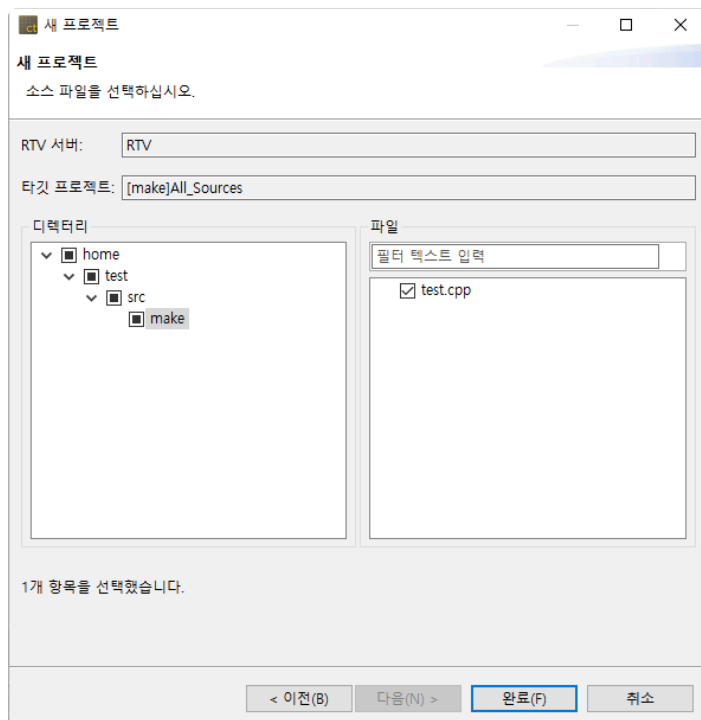 ct 새 프로젝트
새 프로젝트
소스 파일을 선택하십시오.
RTV 서버: RTV
타깃 프로젝트: [make]All_Sources
디렉터리
home
test
src
make
파일
필터 텍스트 입력
test.cpp
1개 항목을 선택했습니다.
< 이전(B) 다음(N) > 완료(F) 취소